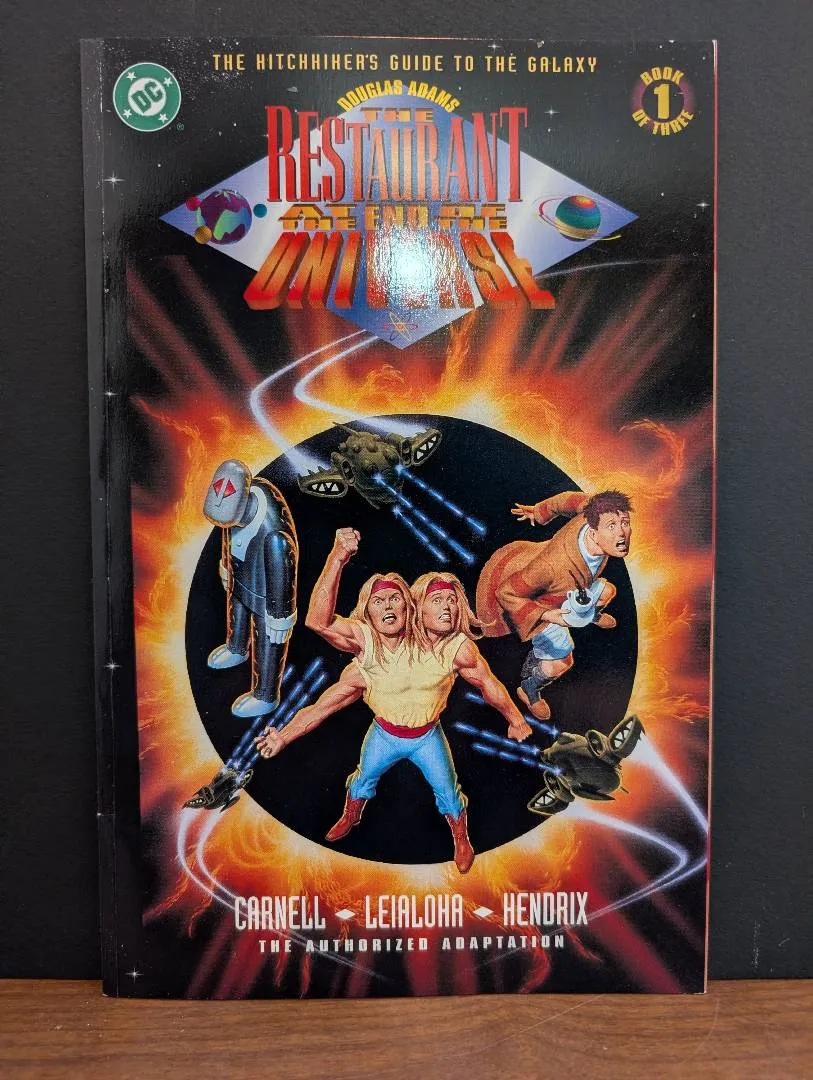 THE HITCHHIKER'S GUIDE TO THE GALAXY
DC
®
BOOK
1
OF THREE
DOUGLAS ADAMS
THE
RESTAURANT
AT THE END OF THE
UNIVERSE
CARNELL ◆ LEIALOHA ◆ HENDRIX
THE AUTHORIZED ADAPTATION